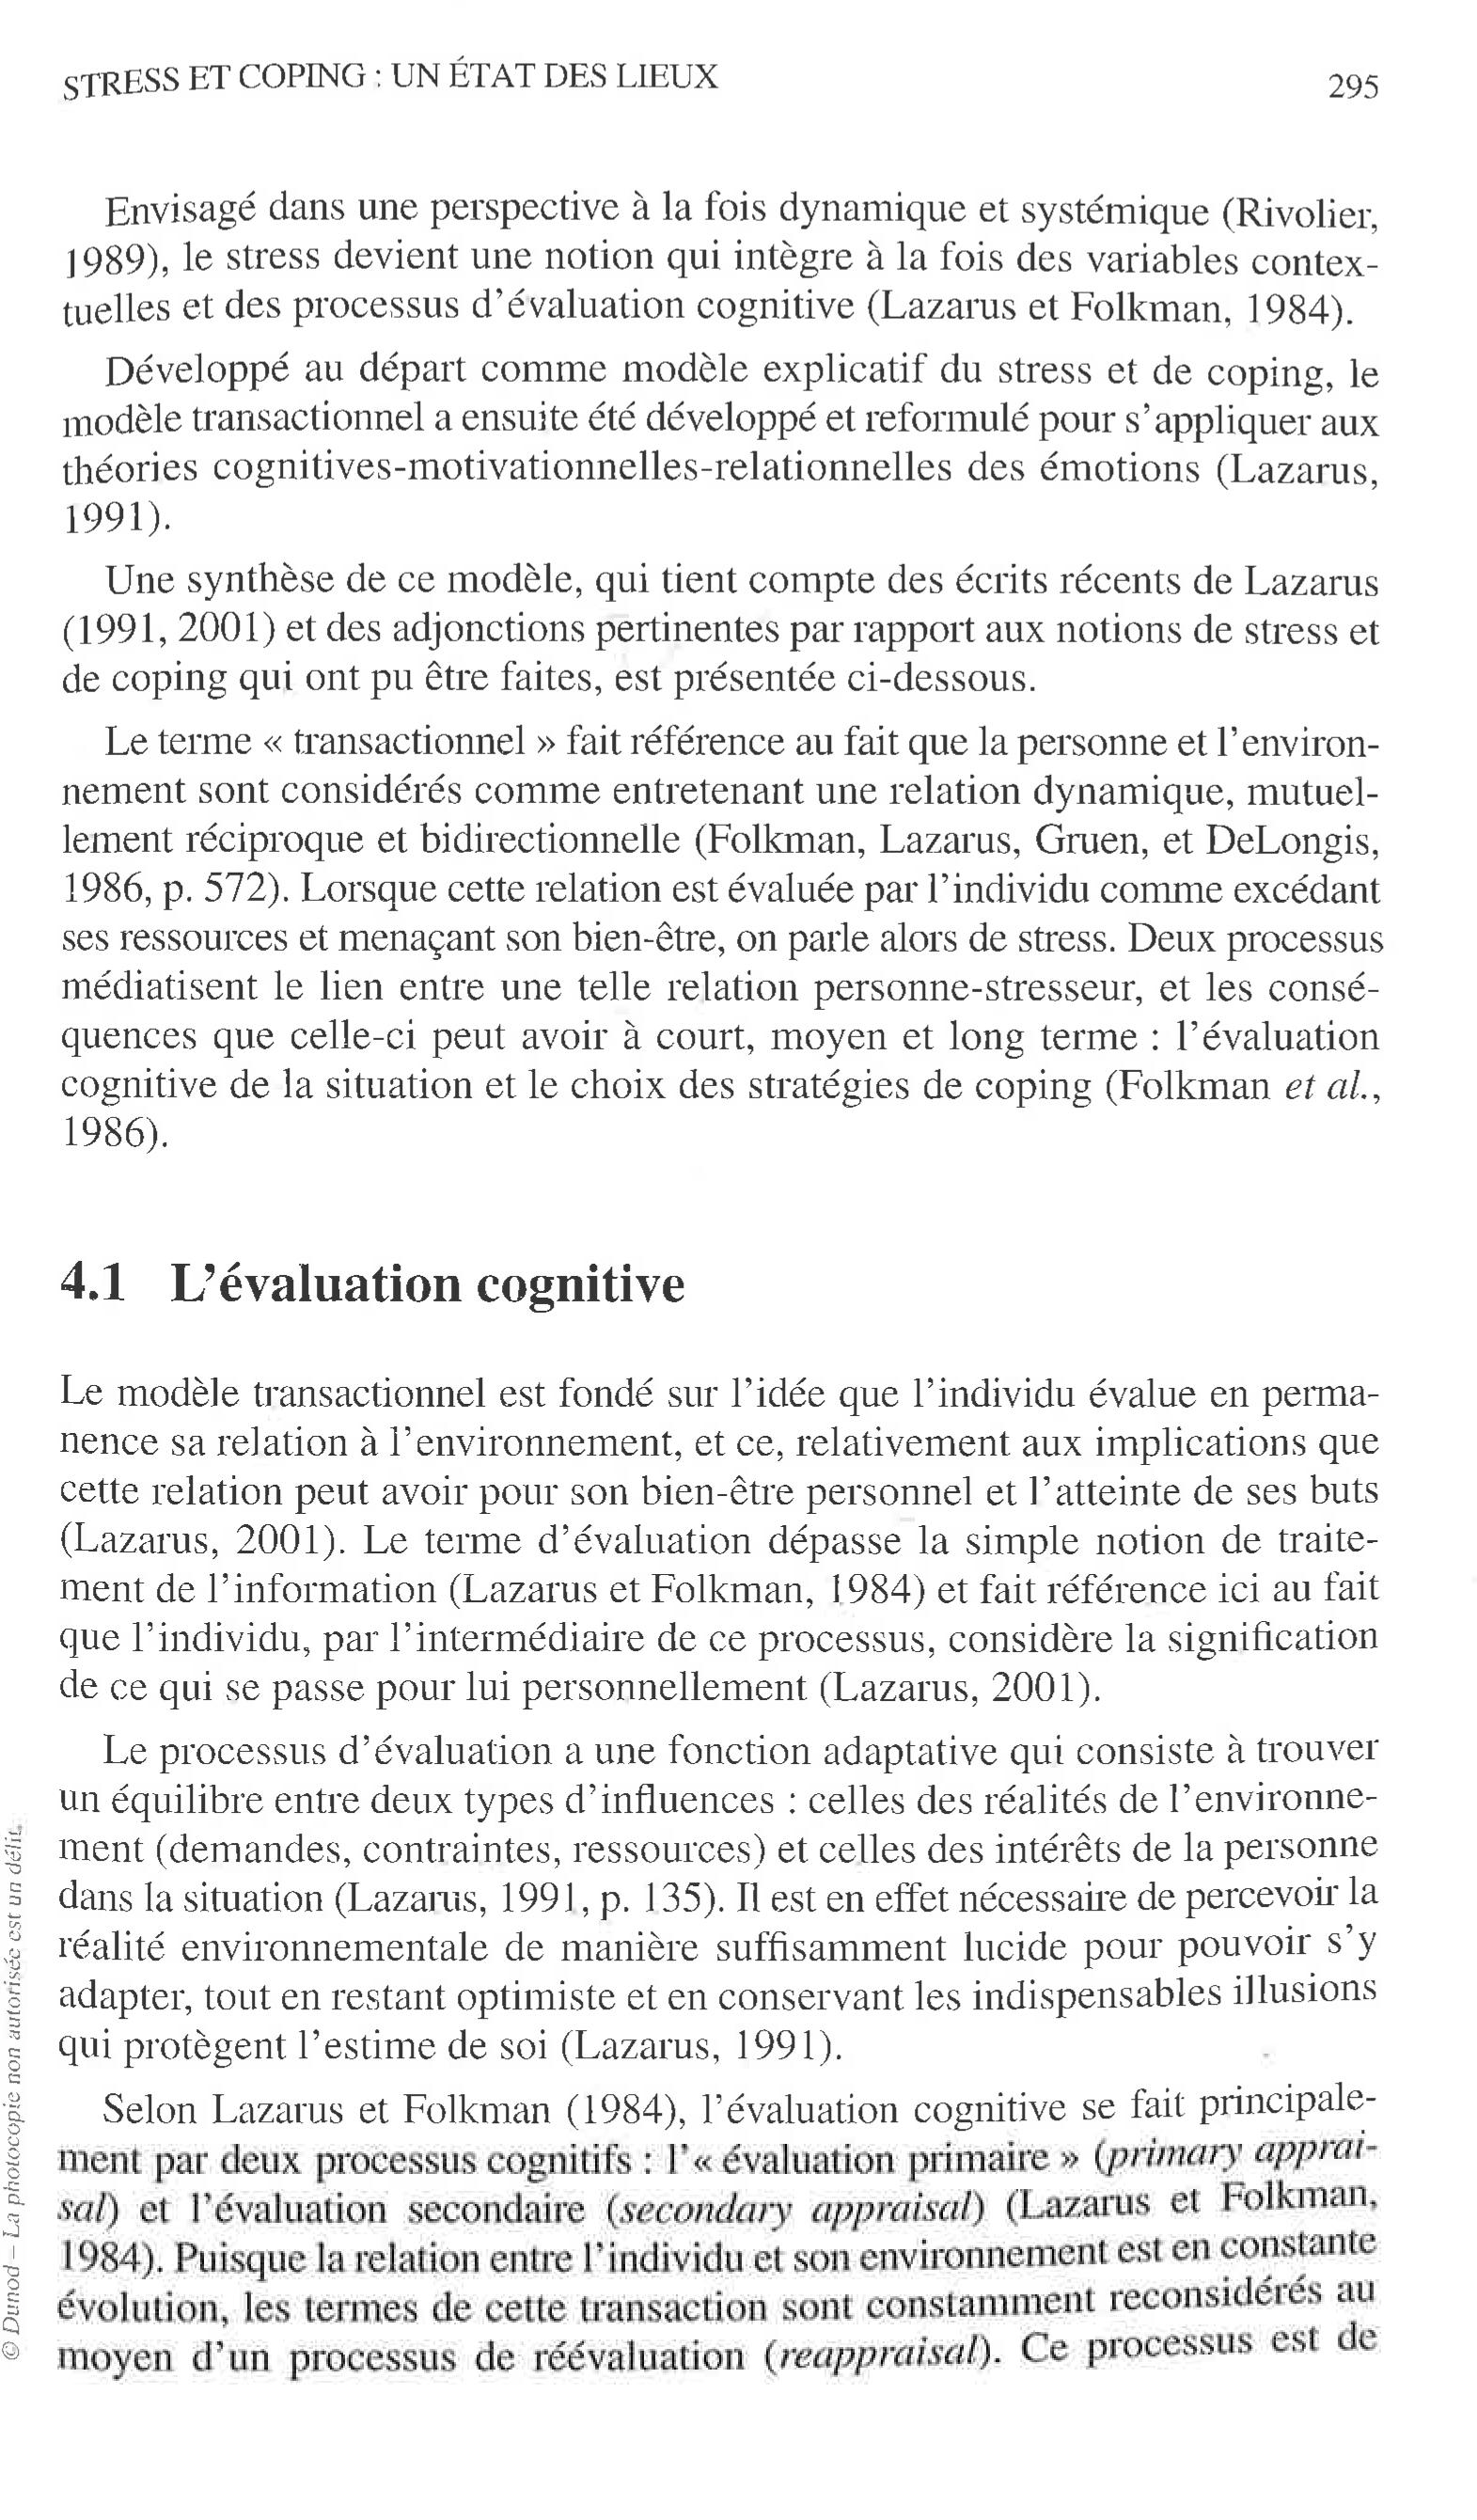 STRESS ET COPING : UN ÉTAT DES LIEUX
295
Envisagé dans une perspective à la fois dynamique et systémique (Rivolier,
1989), le stress devient une notion qui intègre à la fois des variables contex-
tuelles et des processus d'évaluation cognitive (Lazarus et Folkman, 1984).
Développé au départ comme modèle explicatif du stress et de coping, le
modèle transactionnel a ensuite été développé et reformulé pour s'appliquer aux
théories cognitives-motivationnelles-relationnelles des émotions (Lazarus,
1991).
Une synthèse de ce modèle, qui tient compte des écrits récents de Lazarus
(1991, 2001) et des adjonctions pertinentes par rapport aux notions de stress et
de coping qui ont pu être faites, est présentée ci-dessous.
Le terme « transactionnel » fait référence au fait que la personne et l'environ-
nement sont considérés comme entretenant une relation dynamique, mutuel-
lement réciproque et bidirectionnelle (Folkman, Lazarus, Gruen, et DeLongis,
1986, p. 572). Lorsque cette relation est évaluée par l'individu comme excédant
ses ressources et menaçant son bien-être, on parle alors de stress. Deux processus
médiatisent le lien entre une telle relation personne-stresseur, et les consé-
quences que celle-ci peut avoir à court, moyen et long terme : l'évaluation
cognitive de la situation et le choix des stratégies de coping (Folkman et al.,
1986).
4.1 L'évaluation cognitive
Le modèle transactionnel est fondé sur l'idée que l'individu évalue en perma-
nence sa relation à l'environnement, et ce, relativement aux implications que
cette relation peut avoir pour son bien-être personnel et l'atteinte de ses buts
(Lazarus, 2001). Le terme d'évaluation dépasse la simple notion de traite-
ment de l'information (Lazarus et Folkman, 1984) et fait référence ici au fait
que l'individu, par l'intermédiaire de ce processus, considère la signification
de ce qui se passe pour lui personnellement (Lazarus, 2001).
Le processus d'évaluation a une fonction adaptative qui consiste à trouver
un équilibre entre deux types d'influences : celles des réalités de l'environne-
ment (demandes, contraintes, ressources) et celles des intérêts de la personne
dans la situation (Lazarus, 1991, p. 135). Il est en effet nécessaire de percevoir la
réalité environnementale de manière suffisamment lucide pour pouvoir s'y
adapter, tout en restant optimiste et en conservant les indispensables illusions
qui protègent l'estime de soi (Lazarus, 1991).
Selon Lazarus et Folkman (1984), l'évaluation cognitive se fait principale-
ment par deux processus cognitifs : l'« évaluation primaire » (primary apprai-
sal) et l'évaluation secondaire (secondary appraisal) (Lazarus et Folkman,
1984). Puisque la relation entre l'individu et son environnement est en constante
évolution, les termes de cette transaction sont constamment reconsidérés au
moyen d'un processus de réévaluation (reappraisal). Ce processus est de
© Dunod – La photocopie non autorisée est un délit.